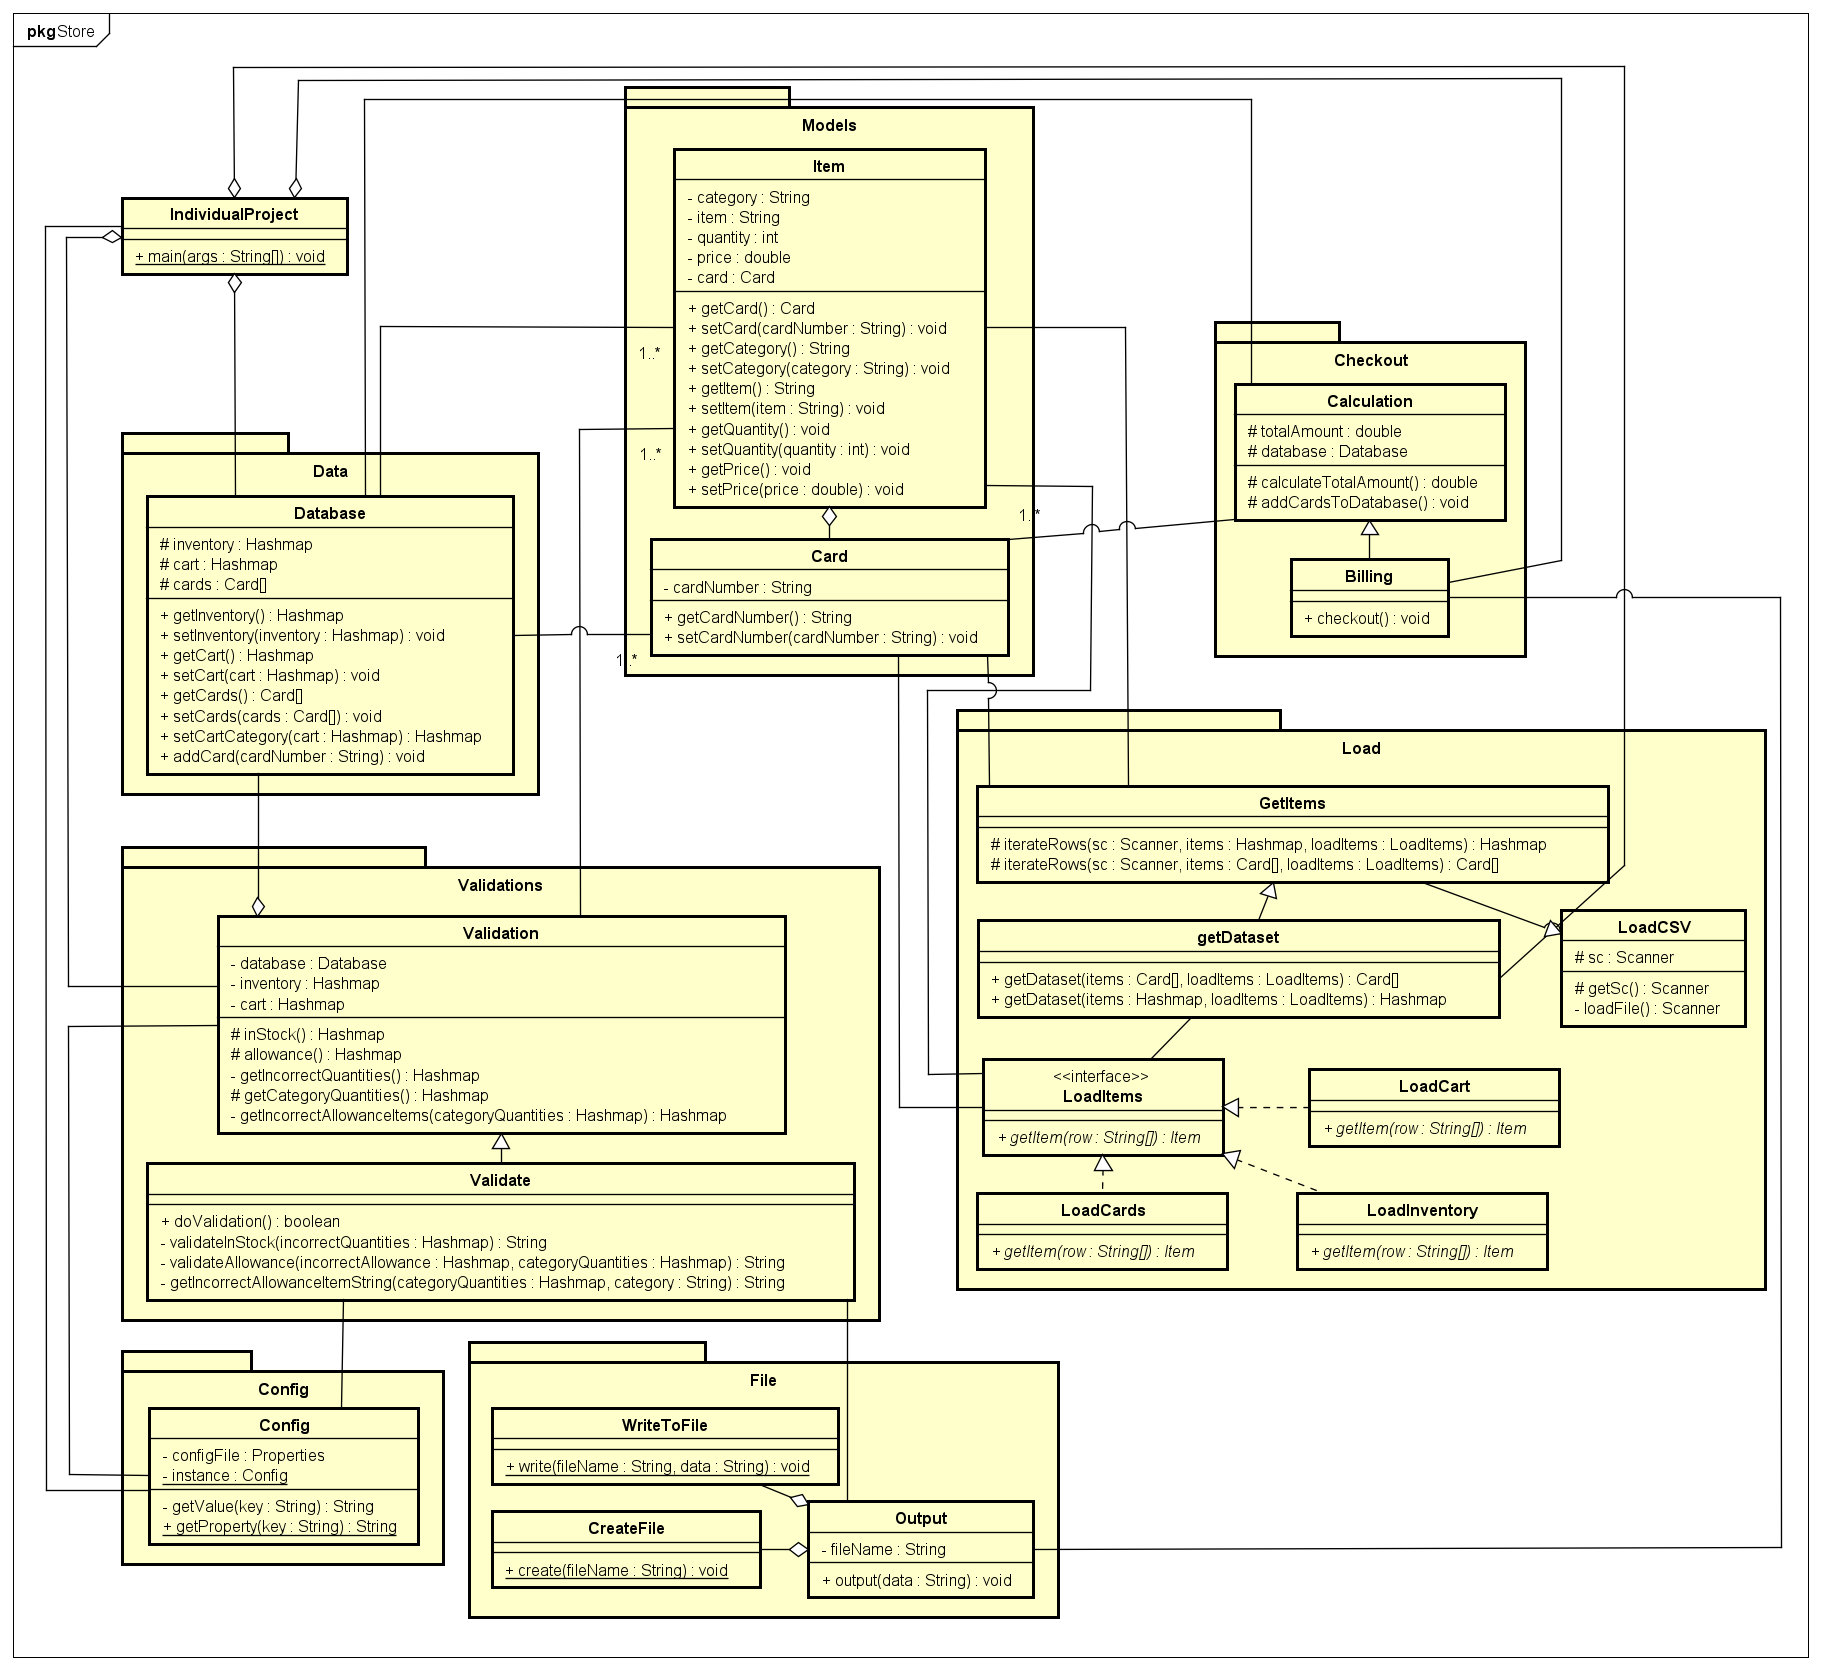 pkg Store
Models
Item
- category : String
- item : String
- quantity : int
- price : double
- card : Card
+ getCard() : Card
+ setCard(cardNumber : String) : void
+ getCategory() : String
+ setCategory(category : String) : void
+ getItem() : String
+ setItem(item : String) : void
+ getQuantity() : void
+ setQuantity(quantity : int) : void
+ getPrice() : void
+ setPrice(price : double) : void
1..*
1..*
1..*
Card
- cardNumber : String
+ getCardNumber() : String
+ setCardNumber(cardNumber : String) : void
1..*
IndividualProject
+ main(args : String[]) : void
Checkout
Calculation
# totalAmount : double
# database : Database
# calculateTotalAmount() : double
# addCardsToDatabase() : void
Billing
+ checkout() : void
Data
Database
# inventory : Hashmap
# cart : Hashmap
# cards : Card[]
+ getInventory() : Hashmap
+ setInventory(inventory : Hashmap) : void
+ getCart() : Hashmap
+ setCart(cart : Hashmap) : void
+ getCards() : Card[]
+ setCards(cards : Card[]) : void
+ setCartCategory(cart : Hashmap) : Hashmap
+ addCard(cardNumber : String) : void
Load
GetItems
# iterateRows(sc : Scanner, items : Hashmap, loadItems : LoadItems) : Hashmap
# iterateRows(sc : Scanner, items : Card[], loadItems : LoadItems) : Card[]
getDataset
+ getDataset(items : Card[], loadItems : LoadItems) : Card[]
+ getDataset(items : Hashmap, loadItems : LoadItems) : Hashmap
LoadCSV
# sc : Scanner
# getSc() : Scanner
- loadFile() : Scanner
<<interface>>
LoadItems
+ getItem(row : String[]) : Item
LoadCart
+ getItem(row : String[]) : Item
LoadCards
+ getItem(row : String[]) : Item
LoadInventory
+ getItem(row : String[]) : Item
Validations
Validation
- database : Database
- inventory : Hashmap
- cart : Hashmap
# inStock() : Hashmap
# allowance() : Hashmap
- getIncorrectQuantities() : Hashmap
# getCategoryQuantities() : Hashmap
- getIncorrectAllowanceItems(categoryQuantities : Hashmap) : Hashmap
Validate
+ doValidation() : boolean
- validateInStock(incorrectQuantities : Hashmap) : String
- validateAllowance(incorrectAllowance : Hashmap, categoryQuantities : Hashmap) : String
- getIncorrectAllowanceItemString(categoryQuantities : Hashmap, category : String) : String
Config
Config
- configFile : Properties
- instance : Config
- getValue(key : String) : String
+ getProperty(key : String) : String
File
WriteToFile
+ write(fileName : String, data : String) : void
CreateFile
+ create(fileName : String) : void
Output
- fileName : String
+ output(data : String) : void